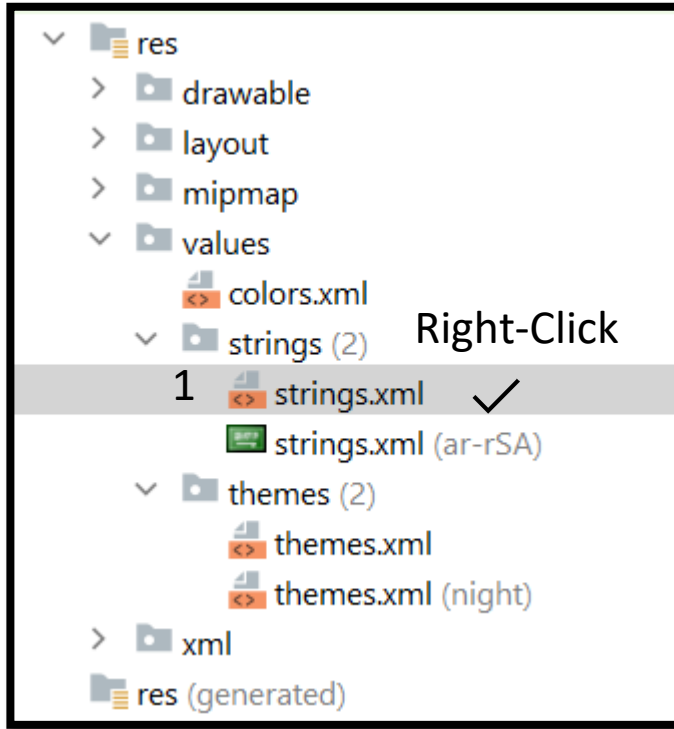 res
drawable
layout
mipmap
values
colors.xml
strings (2)
Right-Click
1 strings.xml
strings.xml (ar-rSA)
themes (2)
themes.xml
themes.xml (night)
xml
res (generated)